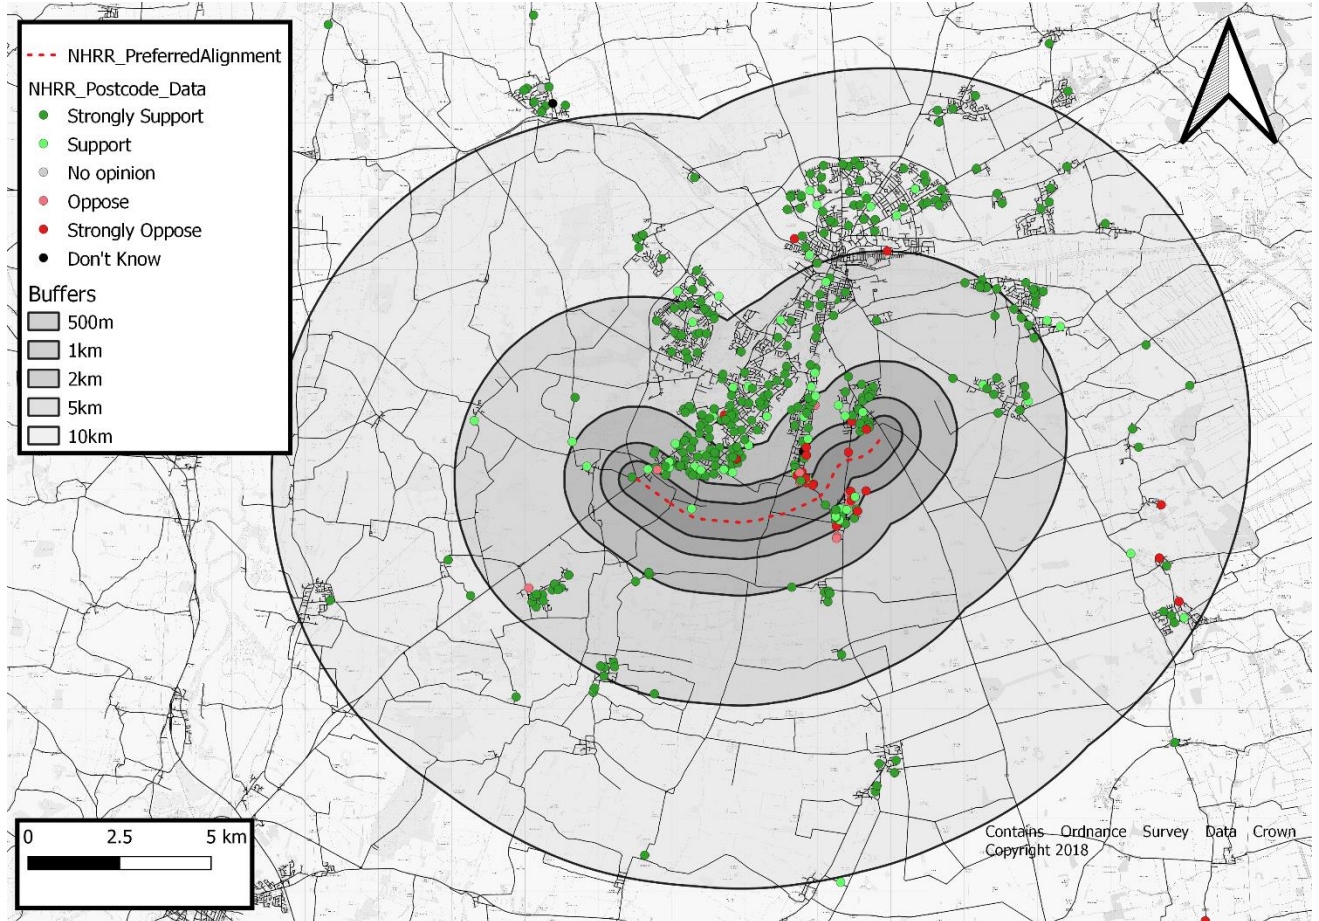 NHRR_PreferredAlignment
NHRR_Postcode_Data
Strongly Support
Support
No opinion
Oppose
Strongly Oppose
Don't Know
Buffers
500m
1km
2km
5km
10km
0 2.5 5 km
Contains Ordnance Survey Data Crown
Copyright 2018